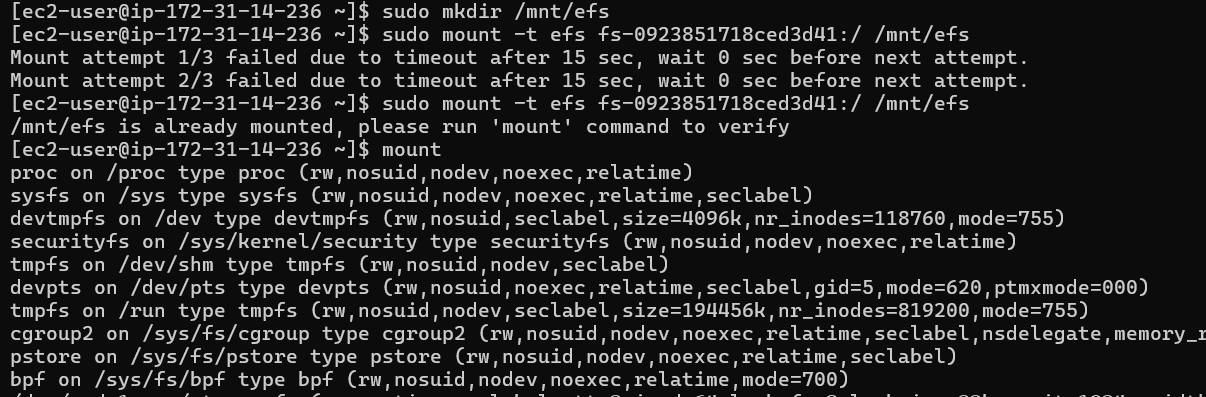 [ec2-user@ip-172-31-14-236 ~]$ sudo mkdir /mnt/efs
[ec2-user@ip-172-31-14-236 ~]$ sudo mount -t efs fs-0923851718ced3d41:/ /mnt/efs
Mount attempt 1/3 failed due to timeout after 15 sec, wait 0 sec before next attempt.
Mount attempt 2/3 failed due to timeout after 15 sec, wait 0 sec before next attempt.
[ec2-user@ip-172-31-14-236 ~]$ sudo mount -t efs fs-0923851718ced3d41:/ /mnt/efs
/mnt/efs is already mounted, please run 'mount' command to verify
[ec2-user@ip-172-31-14-236 ~]$ mount
proc on /proc type proc (rw,nosuid,nodev,noexec,relatime)
sysfs on /sys type sysfs (rw,nosuid,nodev,noexec,relatime,seclabel)
devtmpfs on /dev type devtmpfs (rw,nosuid,seclabel,size=4096k,nr_inodes=118760,mode=755)
securityfs on /sys/kernel/security type securityfs (rw,nosuid,nodev,noexec,relatime)
tmpfs on /dev/shm type tmpfs (rw,nosuid,nodev,seclabel)
devpts on /dev/pts type devpts (rw,nosuid,noexec,relatime,seclabel,gid=5,mode=620,ptmxmode=000)
tmpfs on /run type tmpfs (rw,nosuid,nodev,seclabel,size=194456k,nr_inodes=819200,mode=755)
cgroup2 on /sys/fs/cgroup type cgroup2 (rw,nosuid,nodev,noexec,relatime,seclabel,nsdelegate,memory_r
pstore on /sys/fs/pstore type pstore (rw,nosuid,nodev,noexec,relatime,seclabel)
bpf on /sys/fs/bpf type bpf (rw,nosuid,nodev,noexec,relatime,mode=700)